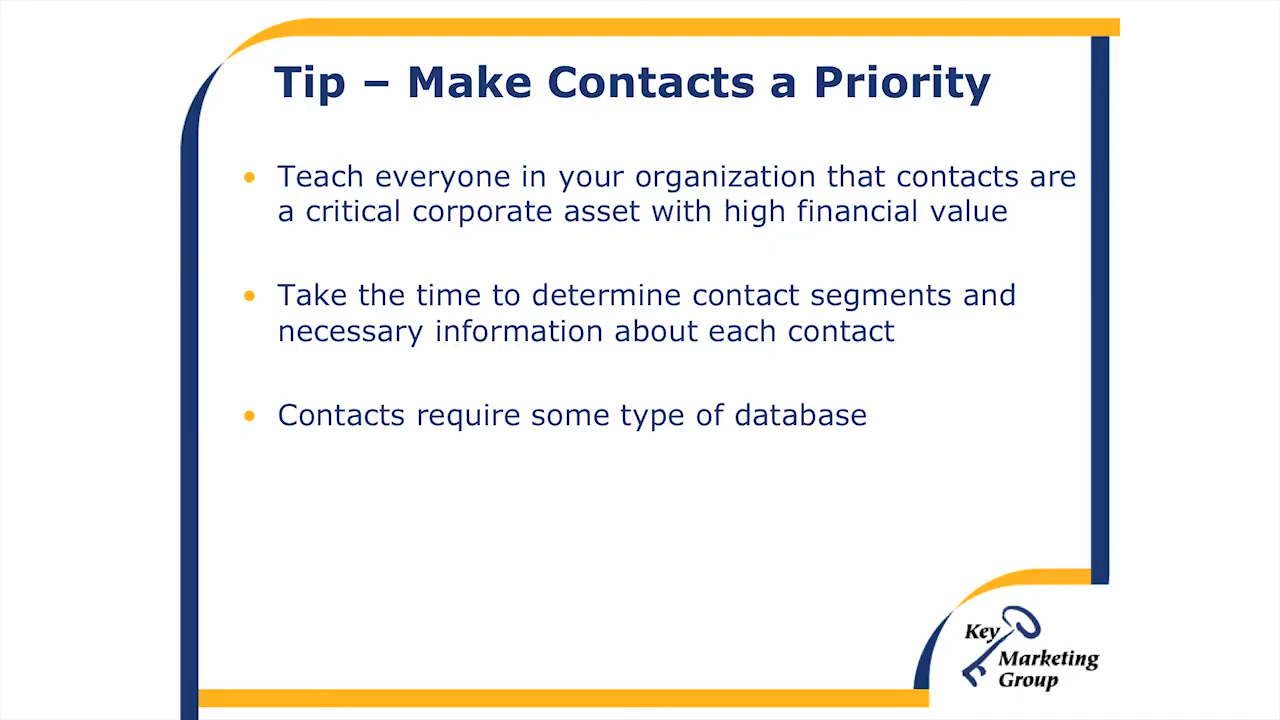 Tip – Make Contacts a Priority
• Teach everyone in your organization that contacts are
a critical corporate asset with high financial value
• Take the time to determine contact segments and
necessary information about each contact
• Contacts require some type of database
Key
Marketing
Group